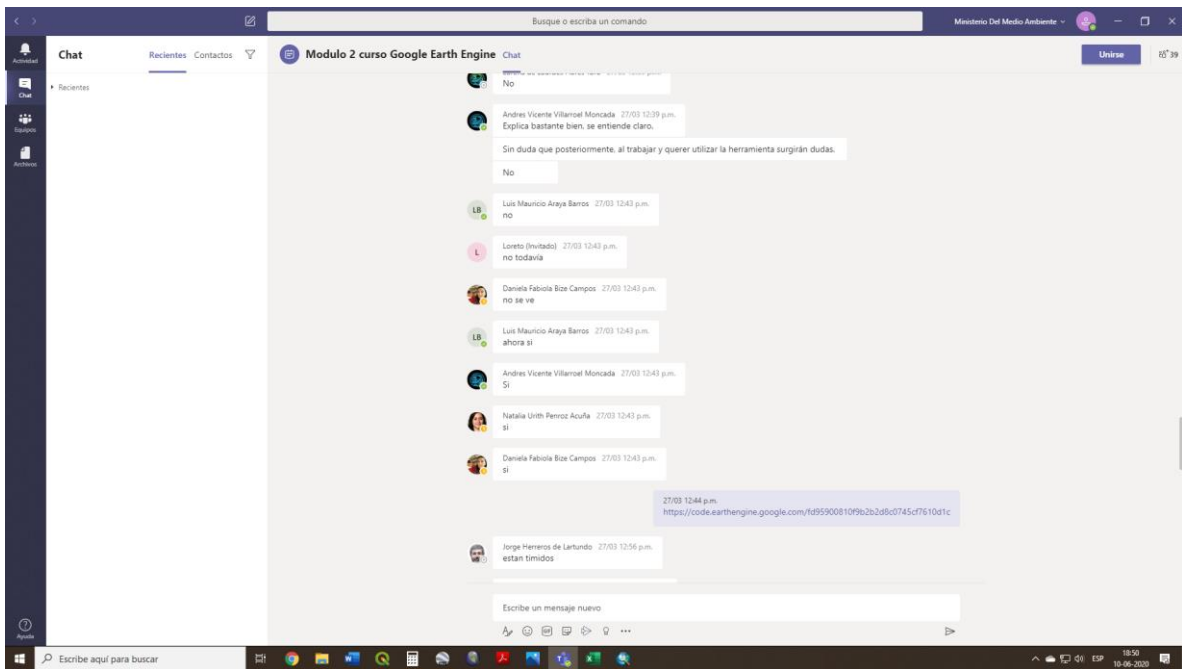 Busque o escriba un comando
Ministerio Del Medio Ambiente
Actividad
Chat
Equipos
Archivos
Ayuda
Chat
Recientes
Contactos
Recientes
Modulo 2 curso Google Earth Engine
Chat
Unirse
39
No
Andres Vicente Villarroel Moncada 27/03 12:39 p.m.
Explica bastante bien, se entiende claro.
Sin duda que posteriormente, al trabajar y querer utilizar la herramienta surgirán dudas.
No
LB
Luis Mauricio Araya Barros 27/03 12:43 p.m.
no
L
Loreto (Invitado) 27/03 12:43 p.m.
no todavía
Daniela Fabiola Bize Campos 27/03 12:43 p.m.
no se ve
LB
Luis Mauricio Araya Barros 27/03 12:43 p.m.
ahora si
Andres Vicente Villarroel Moncada 27/03 12:43 p.m.
Si
Natalia Urith Penroz Acuña 27/03 12:43 p.m.
si
Daniela Fabiola Bize Campos 27/03 12:43 p.m.
si
27/03 12:44 p.m.
https://code.earthengine.google.com/fd95900810f9b2b2d8c0745cf7610d1c
Jorge Herreros de Lartundo 27/03 12:56 p.m.
estan timidos
Escribe un mensaje nuevo
GIF
Escribe aquí para buscar
ESP
18:50
10-06-2020